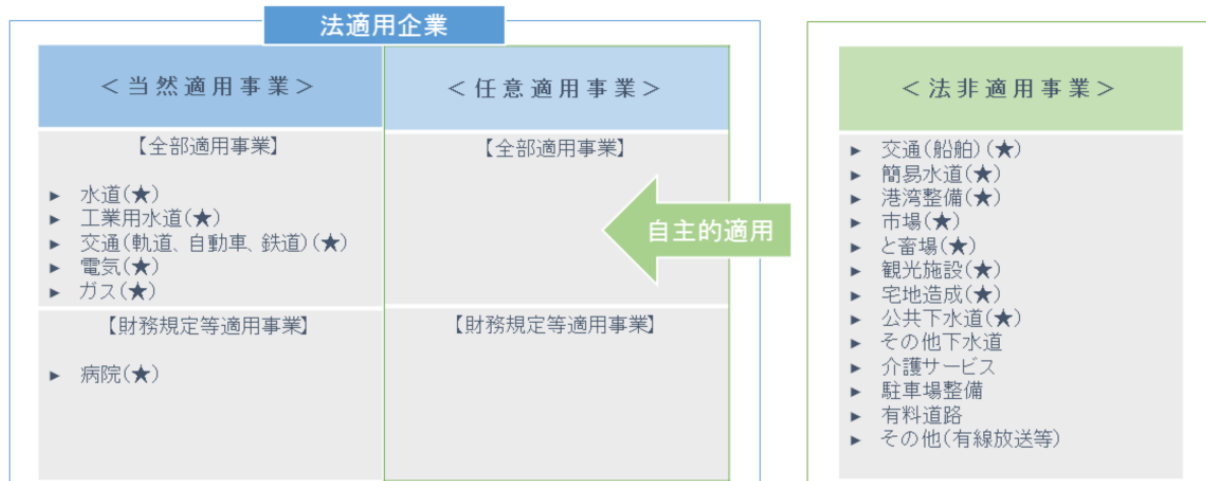 法適用企業
＜当然適用事業＞
【全部適用事業】
► 水道(★)
► 工業用水道(★)
► 交通(軌道、自動車、鉄道)(★)
► 電気(★)
► ガス(★)
【財務規定等適用事業】
► 病院(★)
＜任意適用事業＞
【全部適用事業】
自主的適用
【財務規定等適用事業】
＜法非適用事業＞
► 交通(船舶)(★)
► 簡易水道(★)
► 港湾整備(★)
► 市場(★)
► と畜場(★)
► 観光施設(★)
► 宅地造成(★)
► 公共下水道(★)
► その他下水道
► 介護サービス
► 駐車場整備
► 有料道路
► その他(有線放送等)